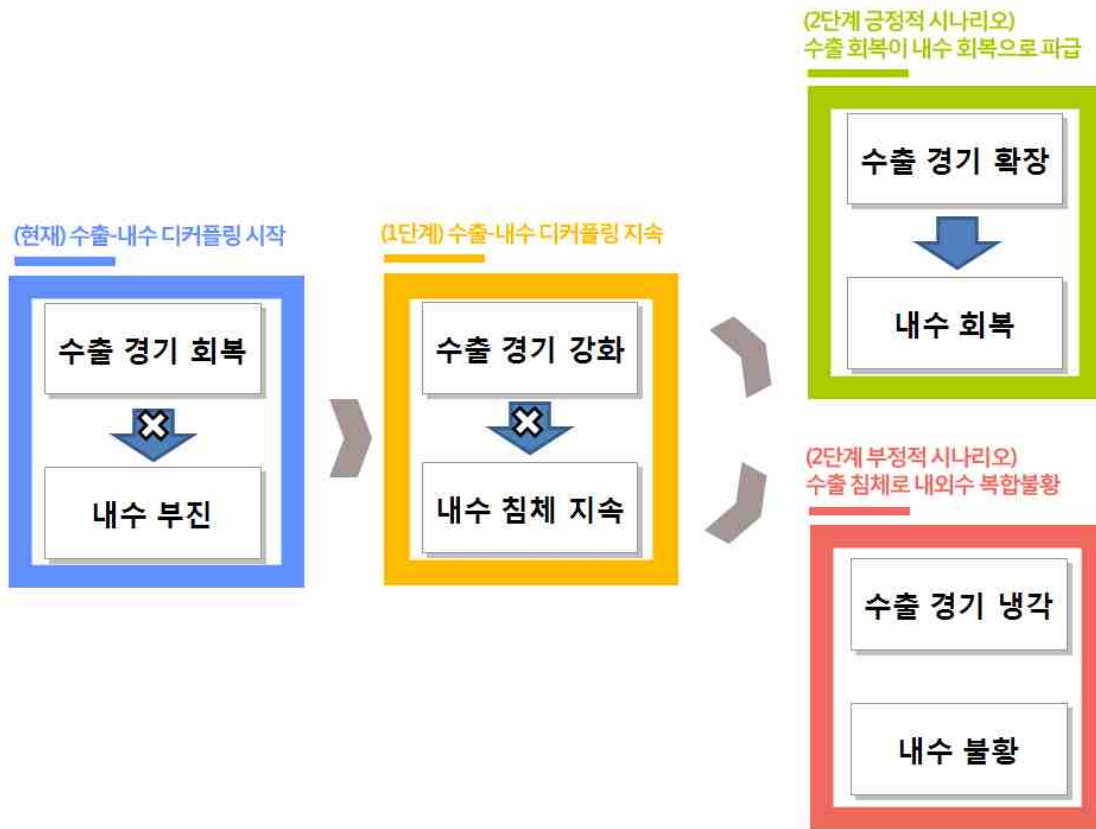 (현재) 수출-내수 디커플링 시작
수출 경기 회복
내수 부진
(1단계) 수출-내수 디커플링 지속
수출 경기 강화
내수 침체 지속
(2단계 긍정적 시나리오)
수출 회복이 내수 회복으로 파급
수출 경기 확장
내수 회복
(2단계 부정적 시나리오)
수출 침체로 내외수 복합불황
수출 경기 냉각
내수 불황